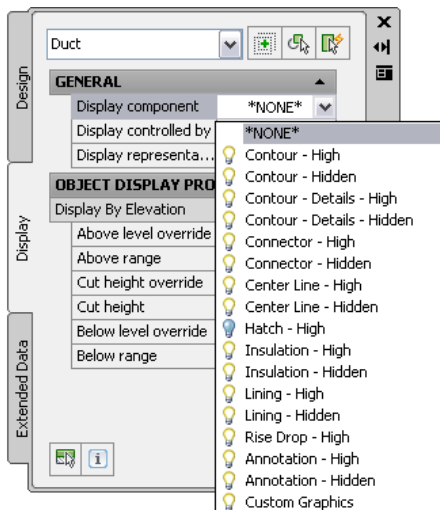 Duct
Design
GENERAL
Display component *NONE*
Display controlled by
Display representa...
*NONE*
Contour - High
Contour - Hidden
Contour - Details - High
Contour - Details - Hidden
Connector - High
Connector - Hidden
Center Line - High
Center Line - Hidden
Hatch - High
Insulation - High
Insulation - Hidden
Lining - High
Lining - Hidden
Rise Drop - High
Annotation - High
Annotation - Hidden
Custom Graphics
OBJECT DISPLAY PRO
Display By Elevation
Above level override
Above range
Cut height override
Cut height
Below level override
Below range
Display
Extended Data